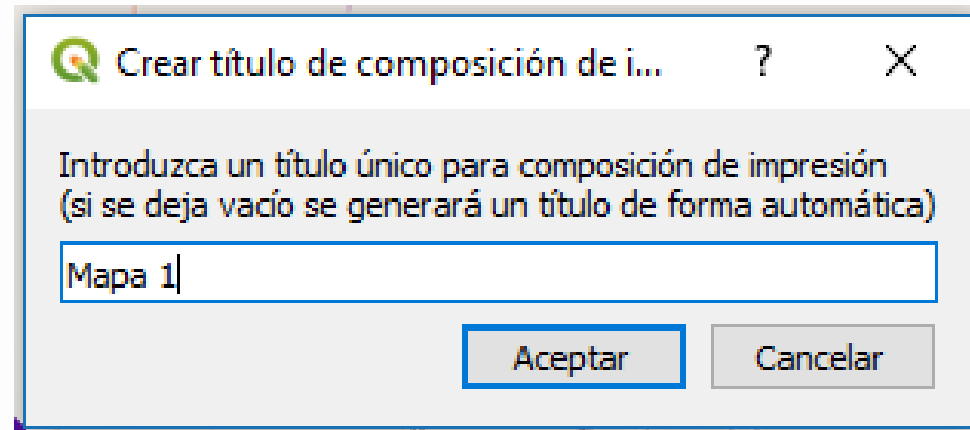 Crear título de composición de i...
?
Introduzca un título único para composición de impresión
(si se deja vacío se generará un título de forma automática)
Mapa 1
Aceptar
Cancelar